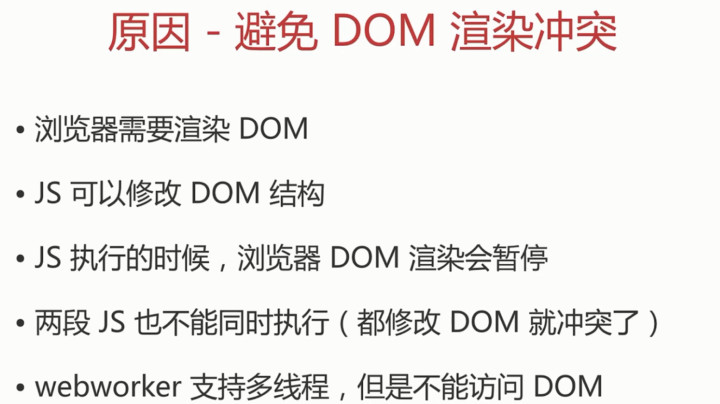 原因 - 避免 DOM 渲染冲突
• 浏览器需要渲染 DOM
• JS 可以修改 DOM 结构
• JS 执行的时候，浏览器 DOM 渲染会暂停
• 两段 JS 也不能同时执行（都修改 DOM 就冲突了）
• webworker 支持多线程，但是不能访问 DOM